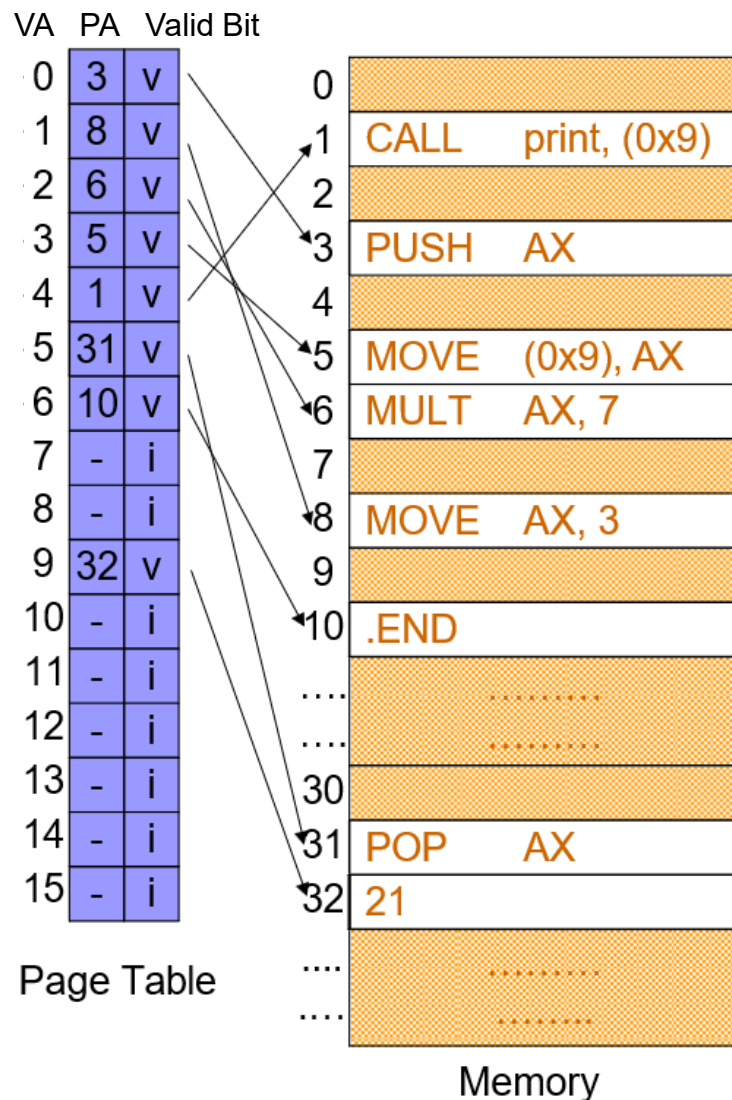 VA PA Valid Bit
0 3 v
1 8 v
2 6 v
3 5 v
4 1 v
5 31 v
6 10 v
7 - i
8 - i
9 32 v
10 - i
11 - i
12 - i
13 - i
14 - i
15 - i
Page Table
0
1 CALL print, (0x9)
2
3 PUSH AX
4
5 MOVE (0x9), AX
6 MULT AX, 7
7
8 MOVE AX, 3
9
10 .END
.... .........
.... .........
30
31 POP AX
32 21
.... .........
.... ........
Memory